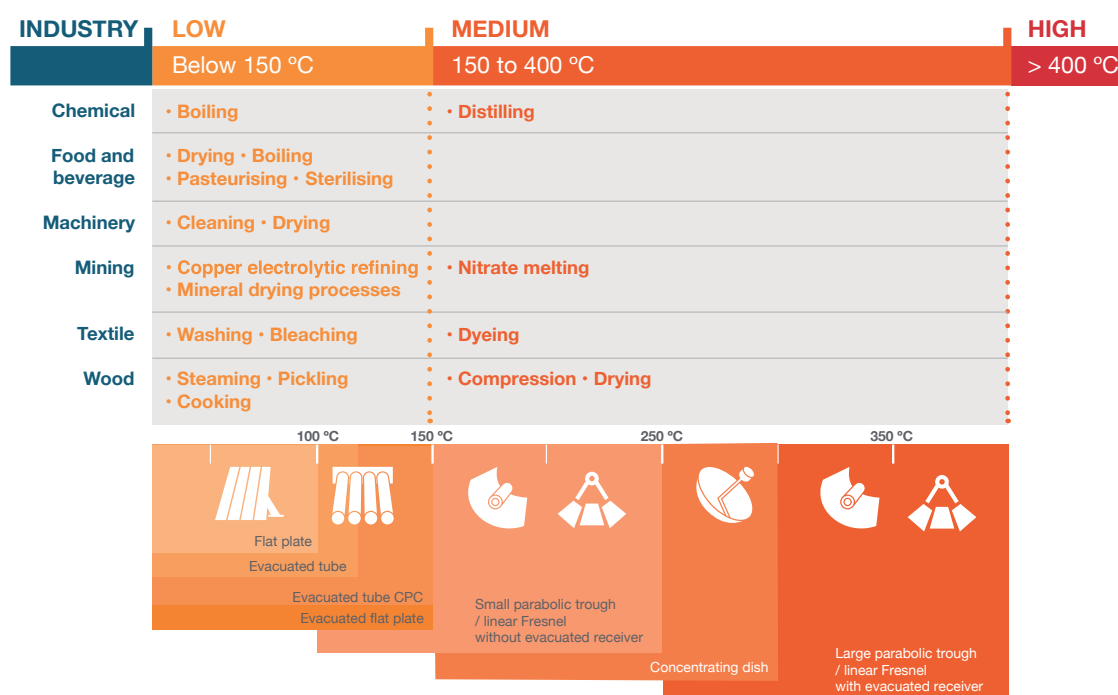 INDUSTRY LOW MEDIUM HIGH
Below 150 ºC 150 to 400 ºC > 400 ºC
Chemical • Boiling • Distilling
Food and • Drying • Boiling
beverage • Pasteurising • Sterilising
Machinery • Cleaning • Drying
Mining • Copper electrolytic refining • Nitrate melting
• Mineral drying processes
Textile • Washing • Bleaching • Dyeing
Wood • Steaming • Pickling • Compression • Drying
• Cooking
100 ºC 150 ºC 250 ºC 350 ºC
Flat plate
Evacuated tube
Evacuated tube CPC
Evacuated flat plate
Small parabolic trough
/ linear Fresnel
without evacuated receiver
Concentrating dish
Large parabolic trough
/ linear Fresnel
with evacuated receiver